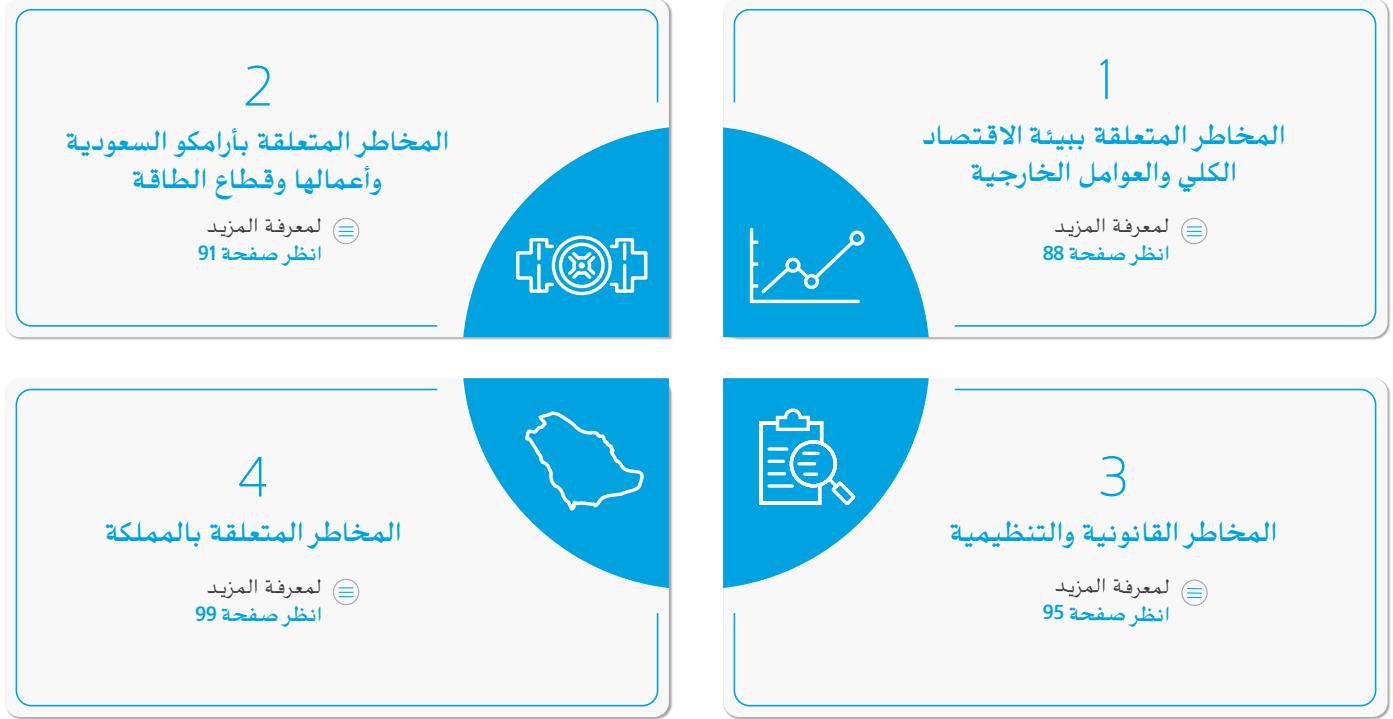 1
المخاطر المتعلقة ببيئة الاقتصاد
الكلي والعوامل الخارجية
لمعرفة المزيد
انظر صفحة 88
2
المخاطر المتعلقة بأرامكو السعودية
وأعمالها وقطاع الطاقة
لمعرفة المزيد
انظر صفحة 91
3
المخاطر القانونية والتنظيمية
لمعرفة المزيد
انظر صفحة 95
4
المخاطر المتعلقة بالمملكة
لمعرفة المزيد
انظر صفحة 99